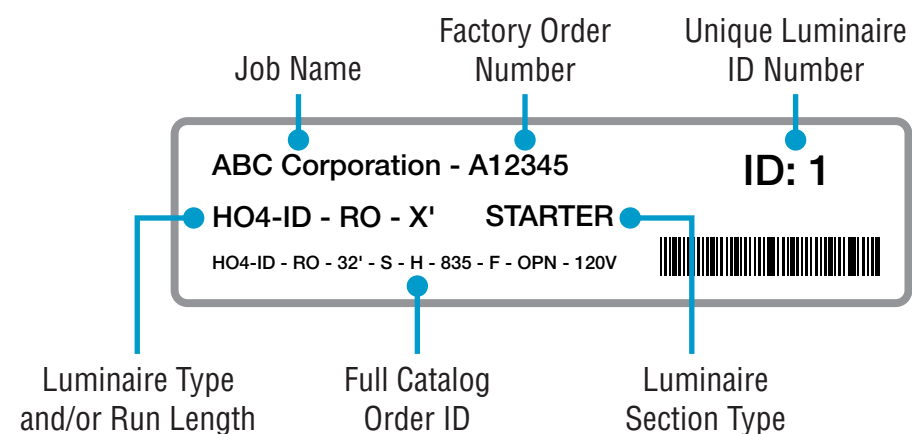 Job Name
Factory Order
Number
Unique Luminaire
ID Number
ABC Corporation - A12345
ID: 1
HO4-ID - RO - X' STARTER
HO4-ID - RO - 32' - S - H - 835 - F - OPN - 120V
Luminaire Type
and/or Run Length
Full Catalog
Order ID
Luminaire
Section Type